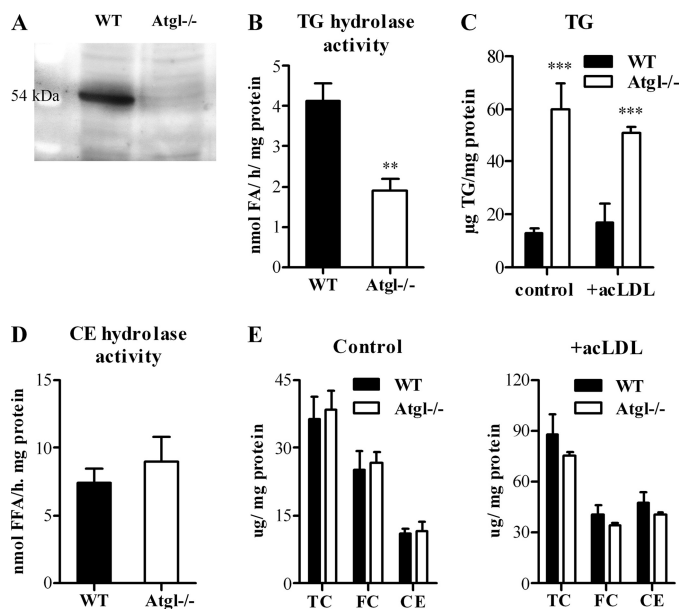 A
WT
Atgl-/-
54 kDa
B
TG hydrolase
activity
nmol FA/ h/ mg protein
5
4
3
2
1
0
**
WT
Atgl-/-
C
TG
WT
Atgl-/-
µg TG/mg protein
80
60
40
20
0
***
***
control
+acLDL
D
CE hydrolase
activity
nmol FFA/h. mg protein
15
10
5
0
WT
Atgl-/-
E
Control
WT
Atgl-/-
ug/ mg protein
45
30
15
0
TC
FC
CE
+acLDL
WT
Atgl-/-
ug/ mg protein
120
90
60
30
0
TC
FC
CE